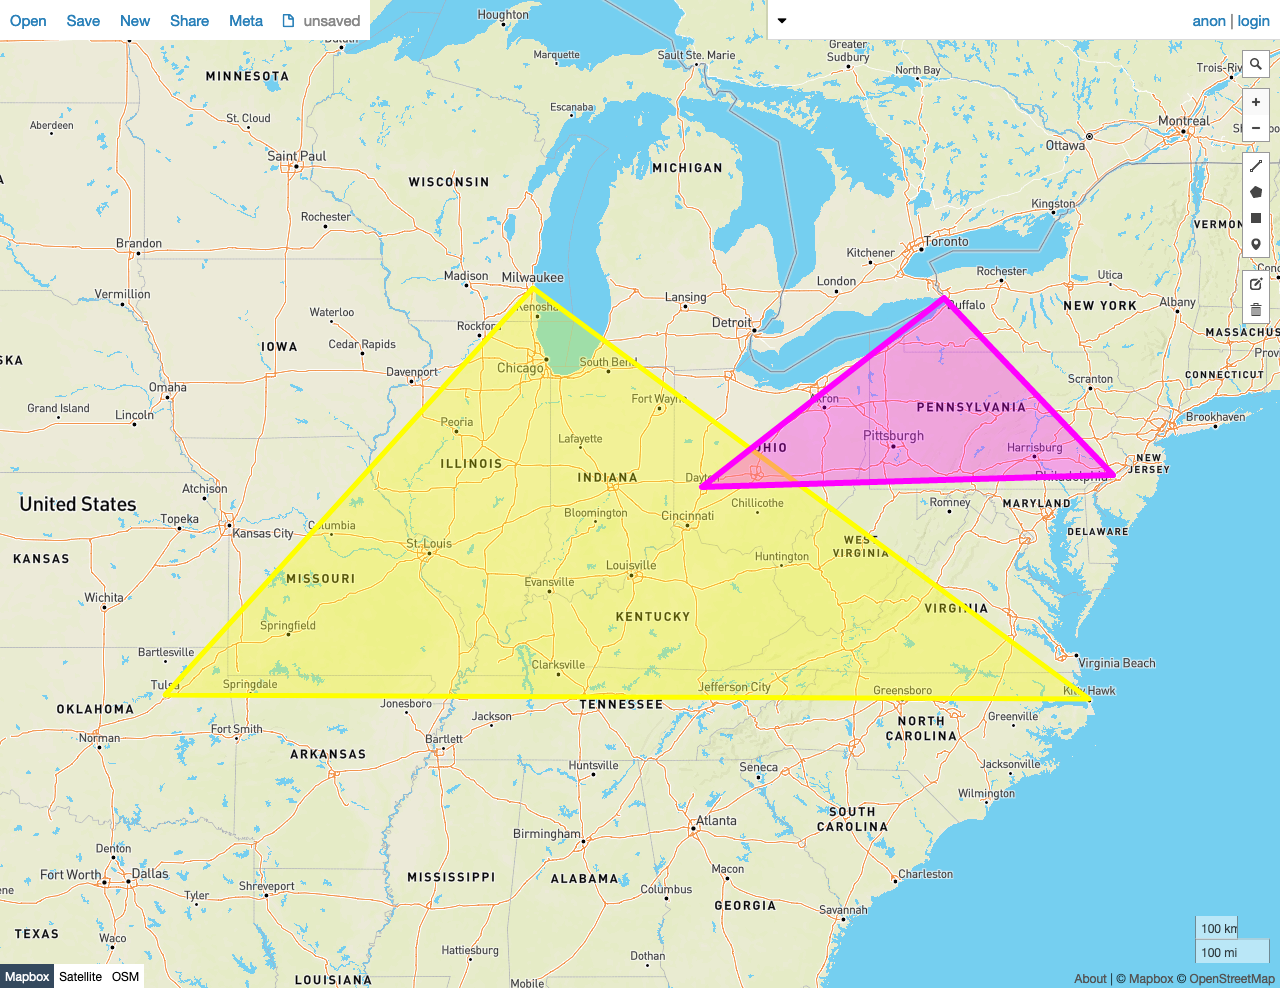 Open Save New Share Meta unsaved
anon | login
Houghton
Duluth
Marquette
Sault Ste. Marie
Greater
Sudbury
North Bay
Trois-Riv
MINNESOTA
Escanaba
Aberdeen
St. Cloud
Montreal
Ottawa
Saint Paul
WISCONSIN
MICHIGAN
Rochester
Kingston
VERMON
Brandon
Kitchener
Toronto
Madison
Milwaukee
London
Rochester
Utica
Vermillion
Lansing
Kenosha
Buffalo
NEW YORK
Albany
Waterloo
Rockford
Detroit
MASSACHUS
IOWA
Cedar Rapids
Chicago
South Bend
Prov
SKA
Davenport
CONNECTICUT
Omaha
Scranton
Grand Island
Lincoln
Fort Wayne
Akron
PENNSYLVANIA
Brookhaven
Peoria
Lafayette
Pittsburgh
OHIO
Harrisburg
ILLINOIS
INDIANA
Dayton
Philadelphia
NEW
JERSEY
Atchison
United States
Chillicothe
Romney
MARYLAND
Topeka
Kansas City
Columbia
Bloomington
Cincinnati
DELAWARE
St. Louis
WEST
VIRGINIA
KANSAS
Huntington
Louisville
MISSOURI
Evansville
Wichita
KENTUCKY
VIRGINIA
Springfield
Bartlesville
Clarksville
Virginia Beach
Tulsa
Springdale
Jefferson City
Greensboro
Kitty Hawk
OKLAHOMA
Jonesboro
TENNESSEE
Jackson
NORTH
CAROLINA
Greenville
Norman
Fort Smith
Bartlett
ARKANSAS
Huntsville
Seneca
Jacksonville
Wilmington
SOUTH
CAROLINA
Birmingham
Atlanta
Denton
Fort Worth
Dallas
Macon
Charleston
MISSISSIPPI
ALABAMA
Shreveport
Columbus
Tyler
GEORGIA
Savannah
TEXAS
Waco
Hattiesburg
Dothan
100 km
100 mi
LOUISIANA
Mobile
Mapbox Satellite OSM
About | © Mapbox © OpenStreetMap